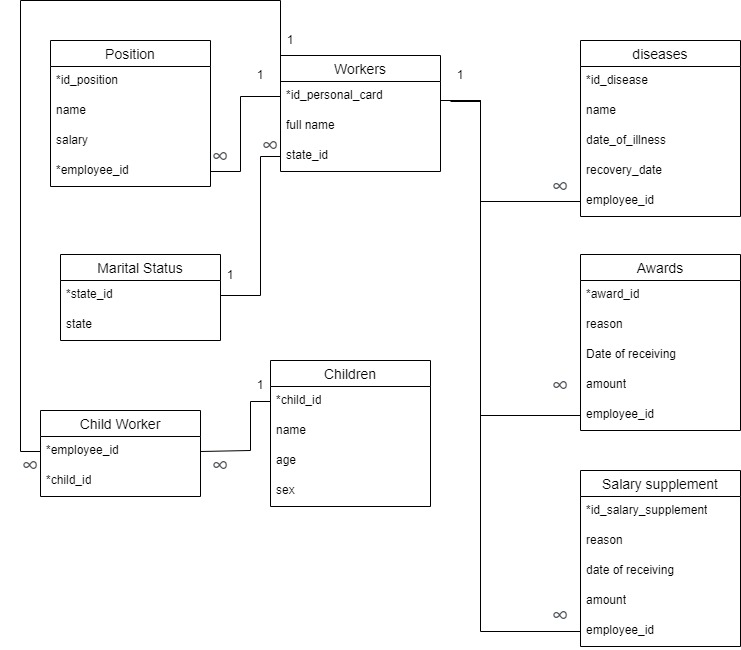 1
Position
*id_position
name
salary
*employee_id
1
∞
Workers
*id_personal_card
full name
state_id
∞
1
diseases
*id_disease
name
date_of_illness
recovery_date
employee_id
∞
Marital Status
*state_id
state
1
Awards
*award_id
reason
Date of receiving
amount
employee_id
∞
Children
*child_id
name
age
sex
1
Child Worker
*employee_id
*child_id
∞
∞
Salary supplement
*id_salary_supplement
reason
date of receiving
amount
employee_id
∞